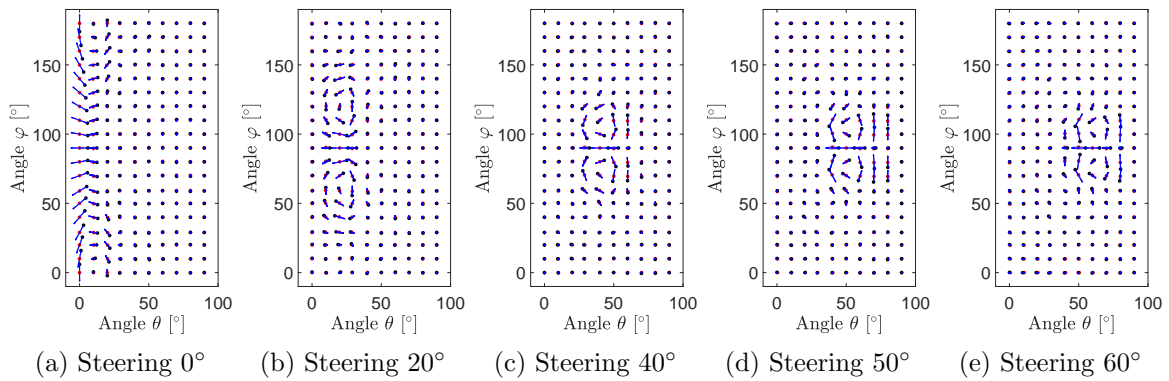 150
100
50
0
Angle φ [°]
0 50 100
Angle θ [°]
(a) Steering 0°
150
100
50
0
Angle φ [°]
0 50 100
Angle θ [°]
(b) Steering 20°
150
100
50
0
Angle φ [°]
0 50 100
Angle θ [°]
(c) Steering 40°
150
100
50
0
Angle φ [°]
0 50 100
Angle θ [°]
(d) Steering 50°
150
100
50
0
Angle φ [°]
0 50 100
Angle θ [°]
(e) Steering 60°